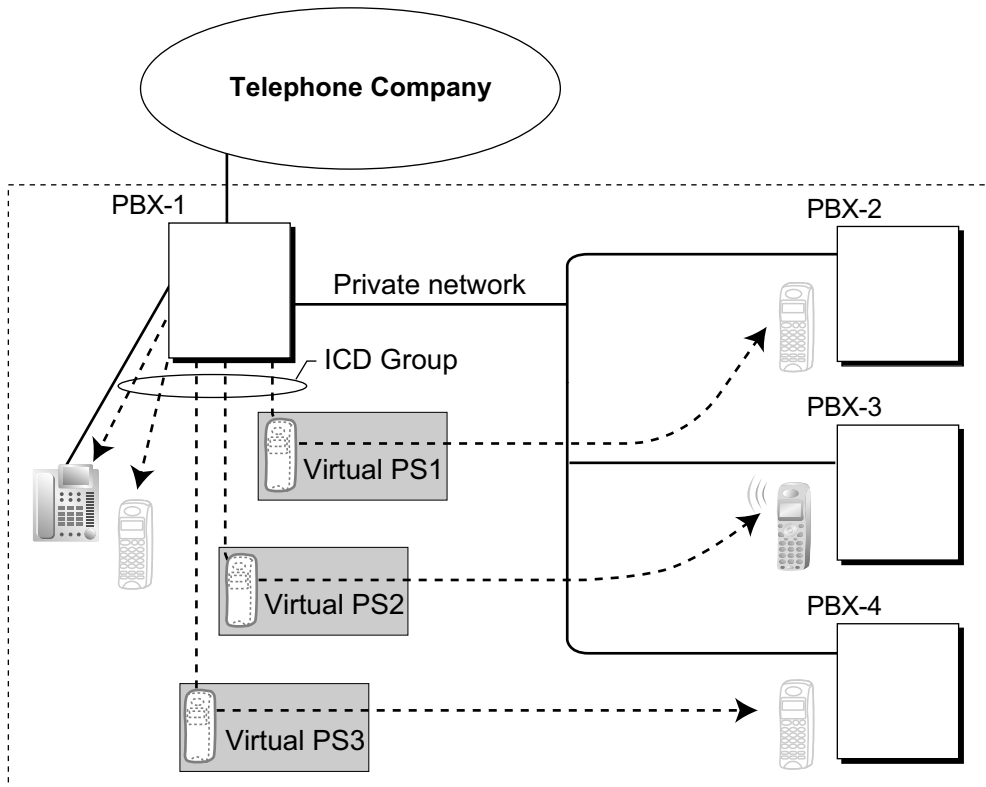 Telephone Company
PBX-1
PBX-2
Private network
ICD Group
PBX-3
Virtual PS1
Virtual PS2
PBX-4
Virtual PS3